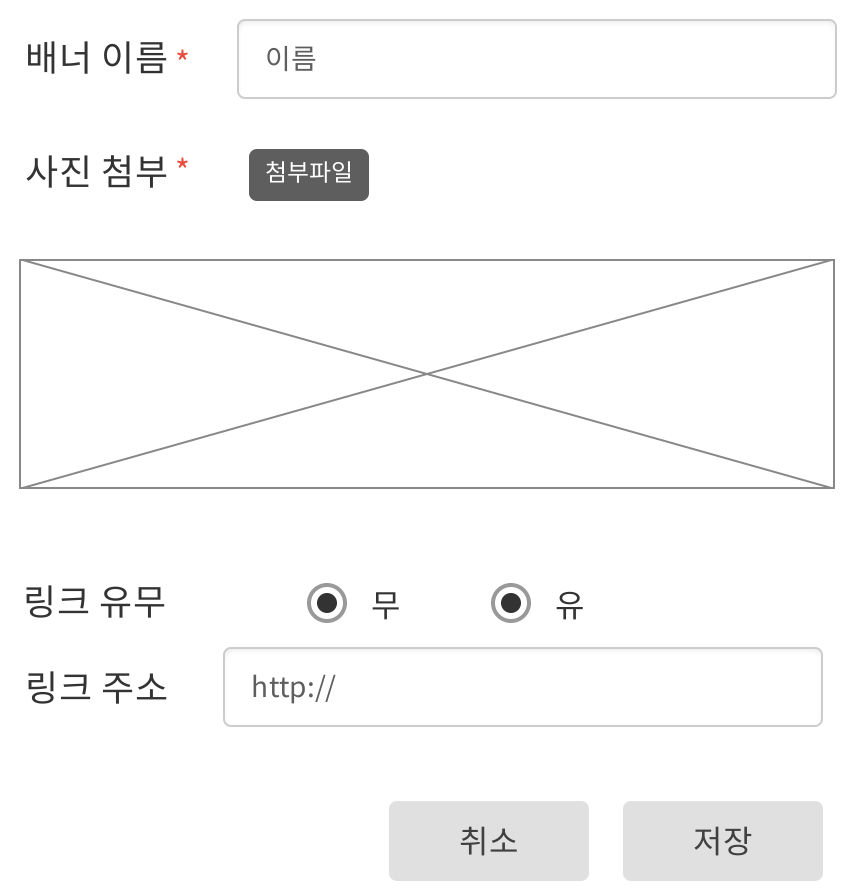 배너 이름 * 이름
사진 첨부 * 첨부파일
링크 유무 무 유
링크 주소 http://
취소 저장